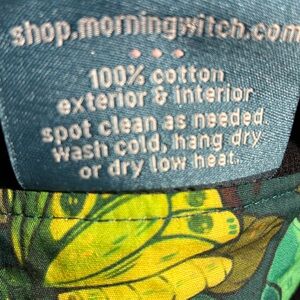 shop.morningwitch.com
100% cotton
exterior & interior
spot clean as needed.
wash cold, hang dry
or dry low heat.